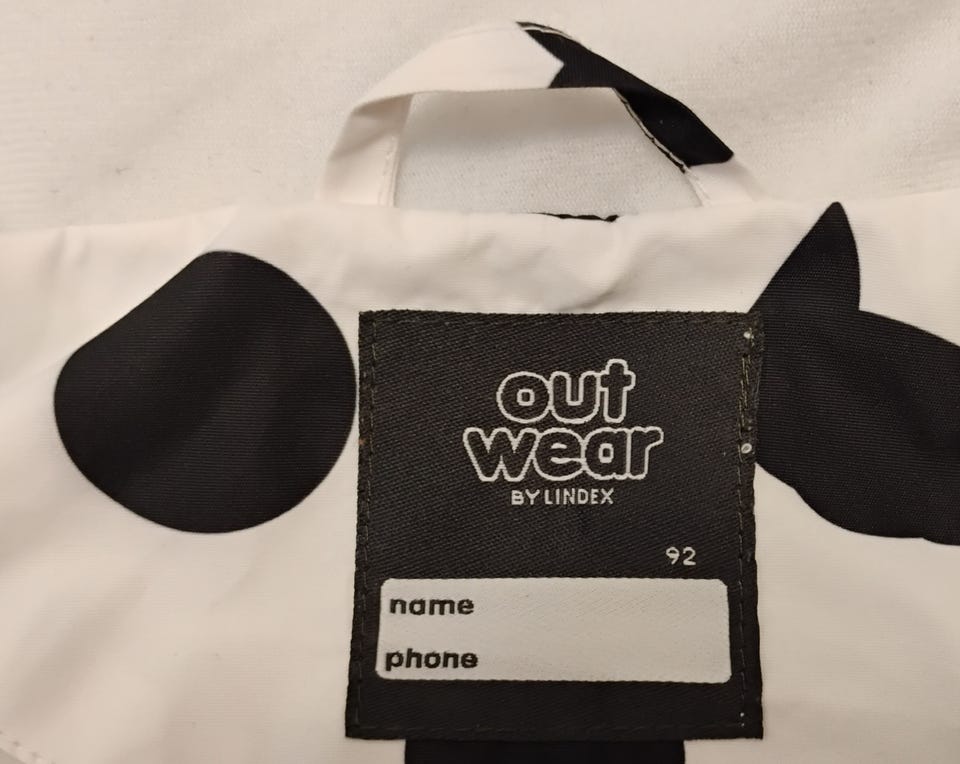 out
wear
BY LINDEX
92
name
phone